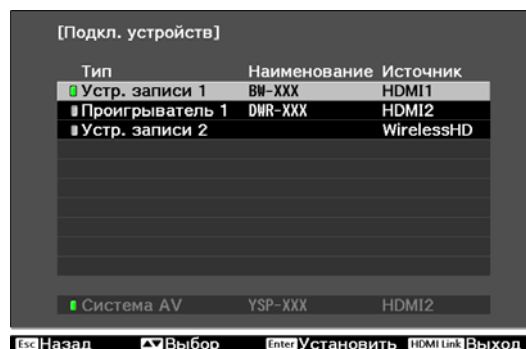 [Подкл. устройств]
Тип Наименование Источник
Устр. записи 1 BW-XXX HDMI1
Проигрыватель 1 DWR-XXX HDMI2
Устр. записи 2 WirelessHD
Система AV YSP-XXX HDMI2
Esc Назад Выбор Enter Установить HDMI Link Выход